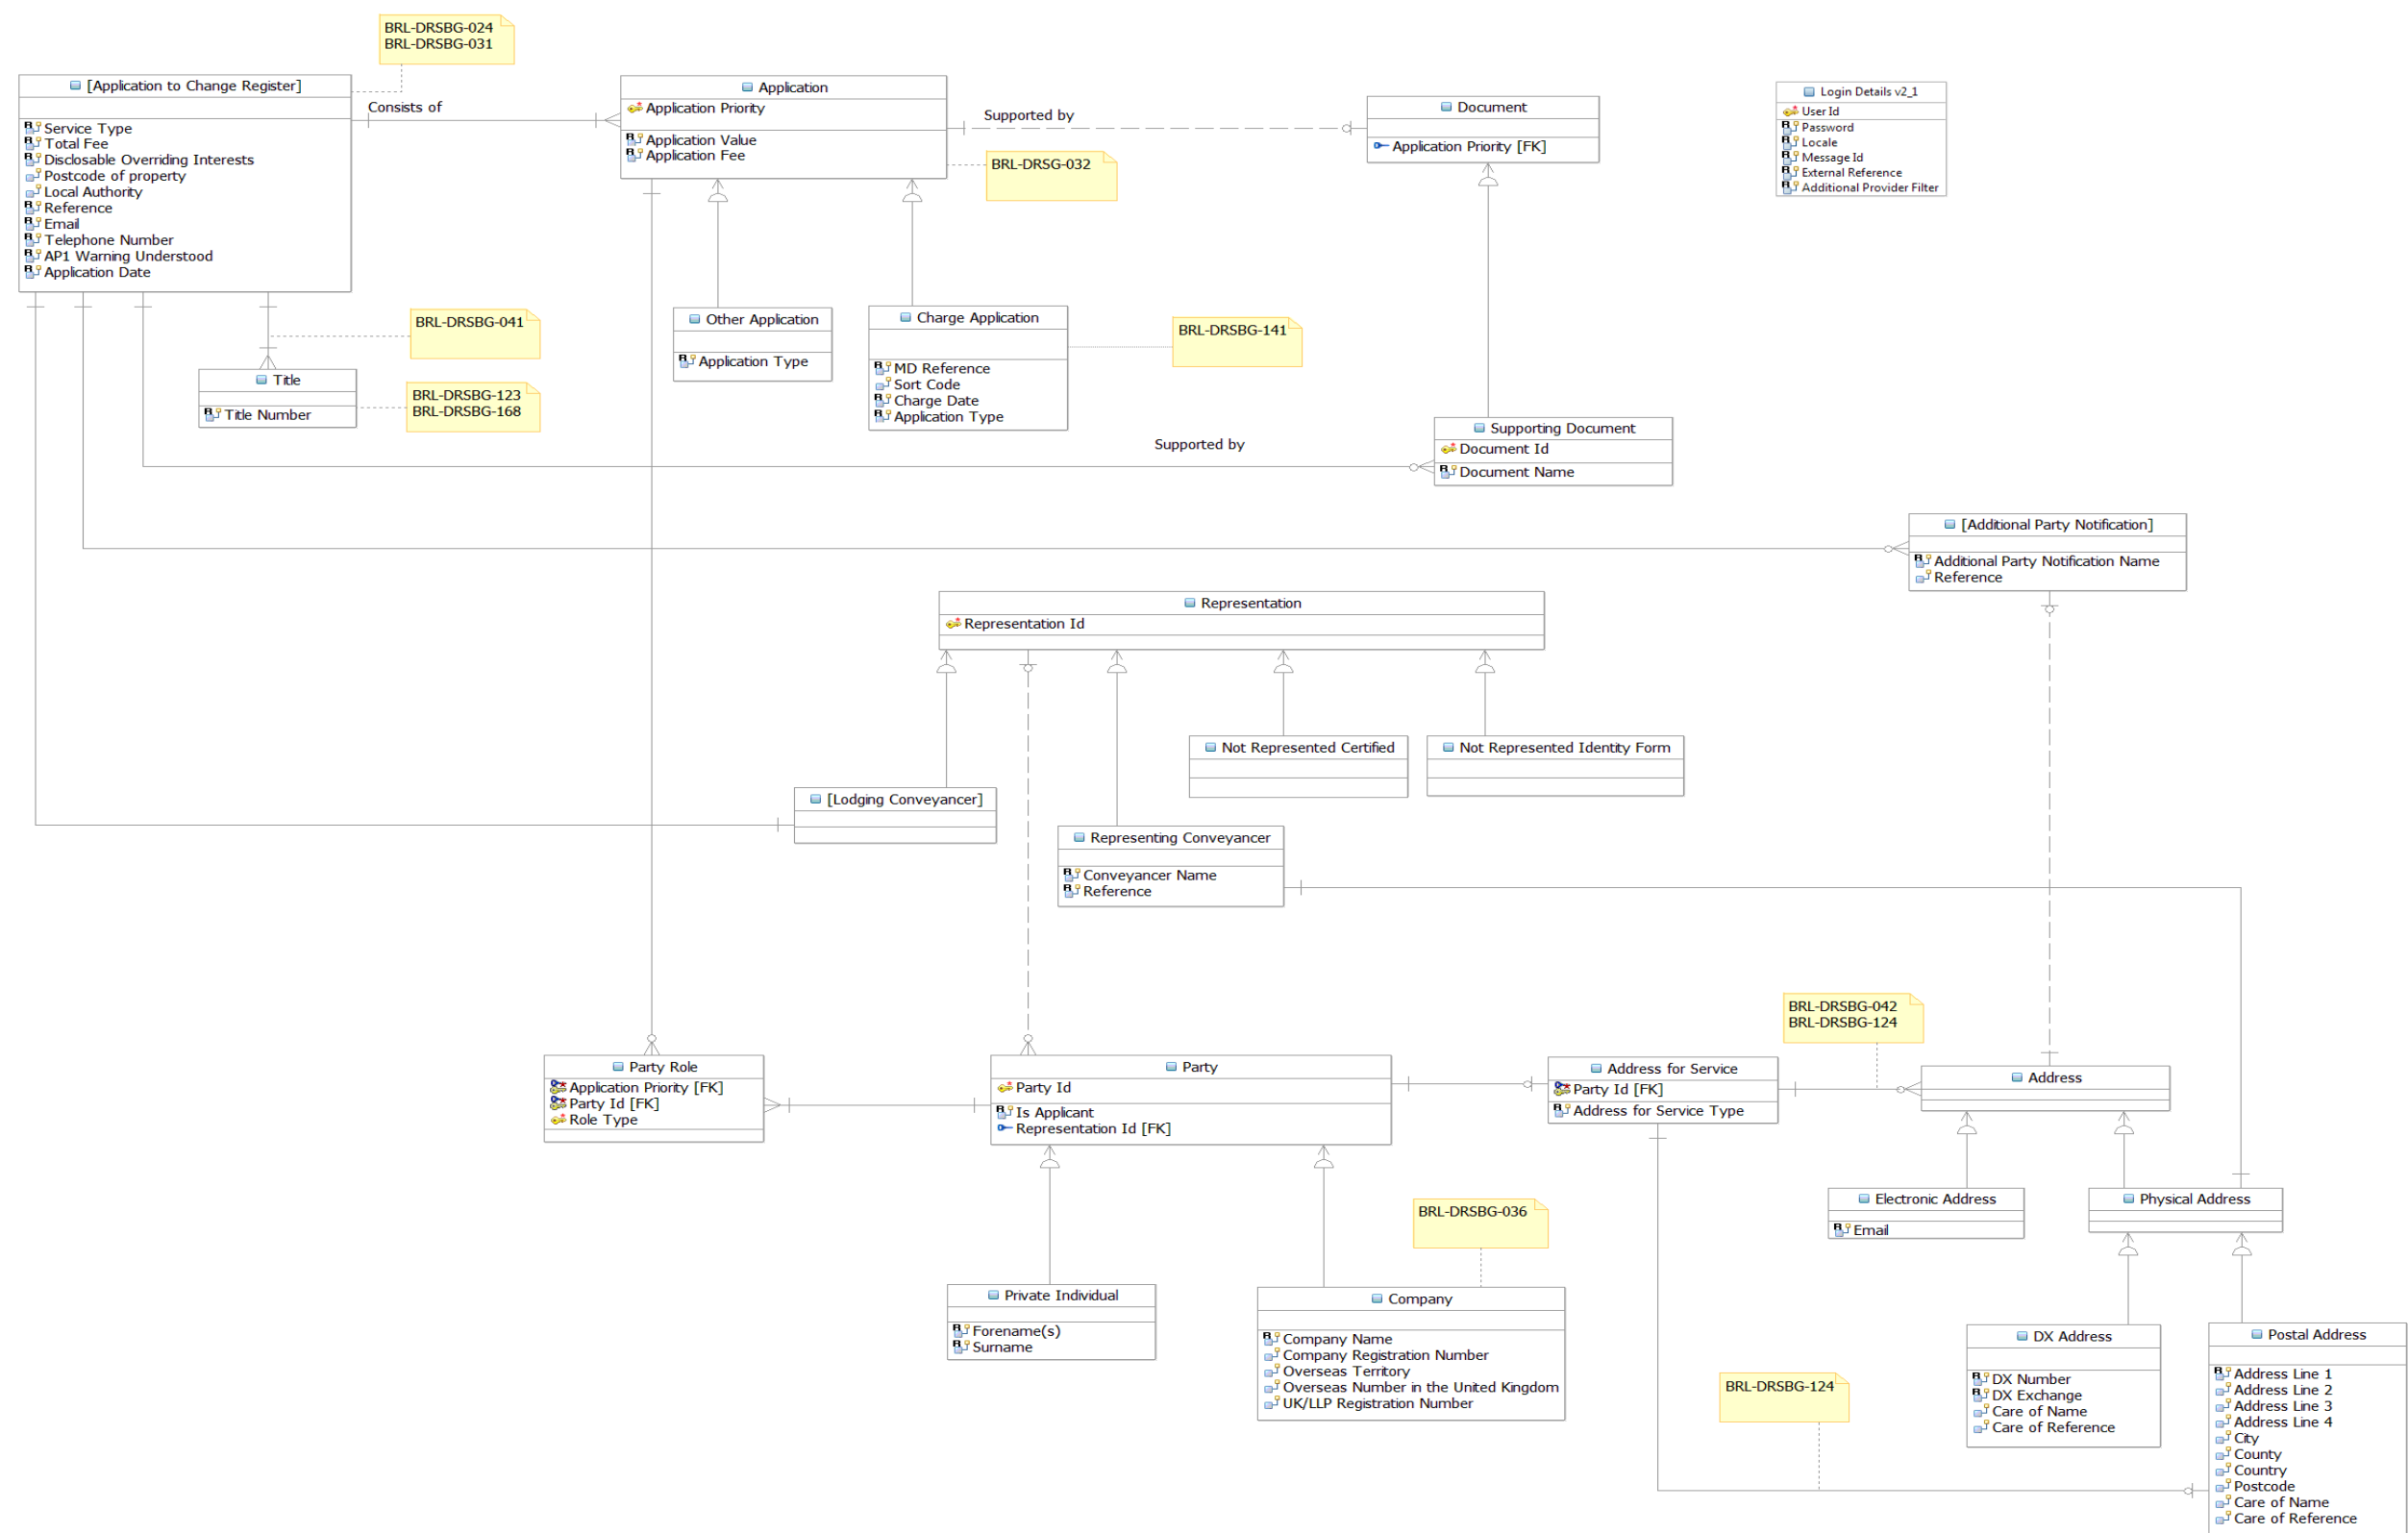 BRL-DRSBG-024
BRL-DRSBG-031
[Application to Change Register]
Service Type
Total Fee
Disclosable Overriding Interests
Postcode of property
Local Authority
Reference
Email
Telephone Number
AP1 Warning Understood
Application Date
Consists of
Application
Application Priority
Application Value
Application Fee
Supported by
BRL-DRSG-032
Document
Application Priority [FK]
Login Details v2_1
User Id
Password
Locale
Message Id
External Reference
Additional Provider Filter
BRL-DRSBG-041
Title
Title Number
BRL-DRSBG-123
BRL-DRSBG-168
Other Application
Application Type
Charge Application
MD Reference
Sort Code
Charge Date
Application Type
BRL-DRSBG-141
Supported by
Supporting Document
Document Id
Document Name
[Additional Party Notification]
Additional Party Notification Name
Reference
Representation
Representation Id
Not Represented Certified
Not Represented Identity Form
[Lodging Conveyancer]
Representing Conveyancer
Conveyancer Name
Reference
BRL-DRSBG-042
BRL-DRSBG-124
Party Role
Application Priority [FK]
Party Id [FK]
Role Type
Party
Party Id
Is Applicant
Representation Id [FK]
Address for Service
Party Id [FK]
Address for Service Type
Address
Electronic Address
Email
Physical Address
BRL-DRSBG-036
Private Individual
Forename(s)
Surname
Company
Company Name
Company Registration Number
Overseas Territory
Overseas Number in the United Kingdom
UK/LLP Registration Number
BRL-DRSBG-124
DX Address
DX Number
DX Exchange
Care of Name
Care of Reference
Postal Address
Address Line 1
Address Line 2
Address Line 3
Address Line 4
City
County
Country
Postcode
Care of Name
Care of Reference